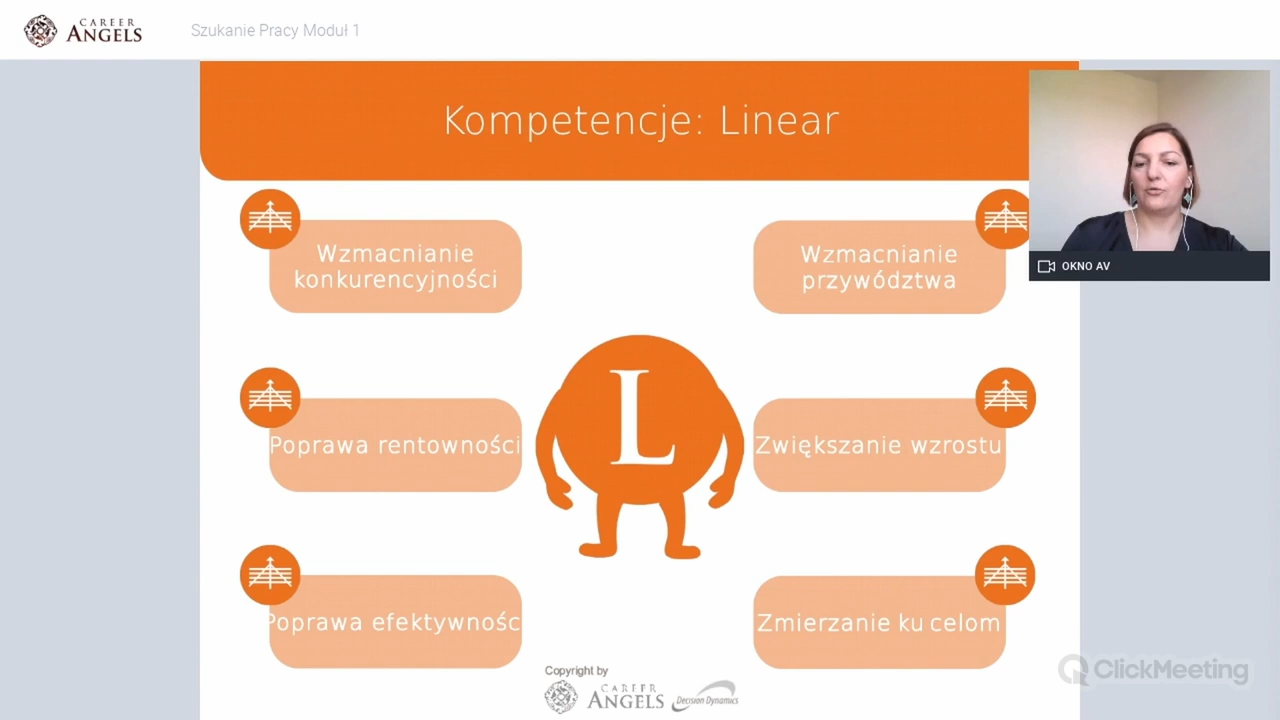 CAREER
ANGELS
Szukanie Pracy Moduł 1
Kompetencje: Linear
OKNO AV
Wzmacnianie
konkurencyjności
Wzmacnianie
przywództwa
L
Poprawa rentowności
Zwiększanie wzrostu
Poprawa efektywnośc
Zmierzanie ku celom
Copyright by
CAREER
ANGELS
Decision Dynamics
ClickMeeting